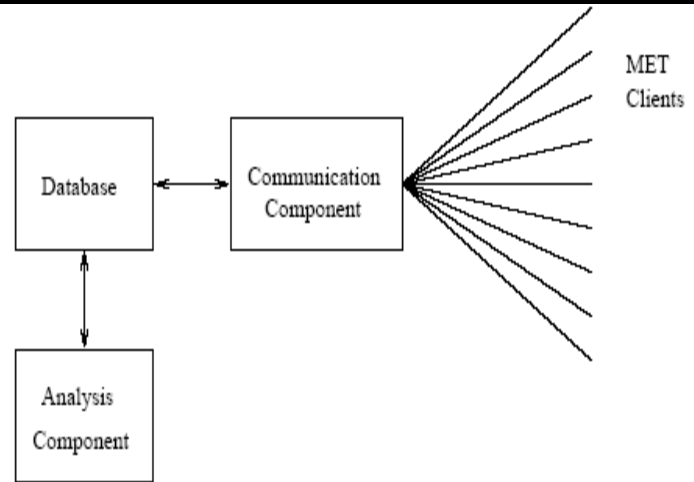 MET
Clients
Database
Communication
Component
Analysis
Component